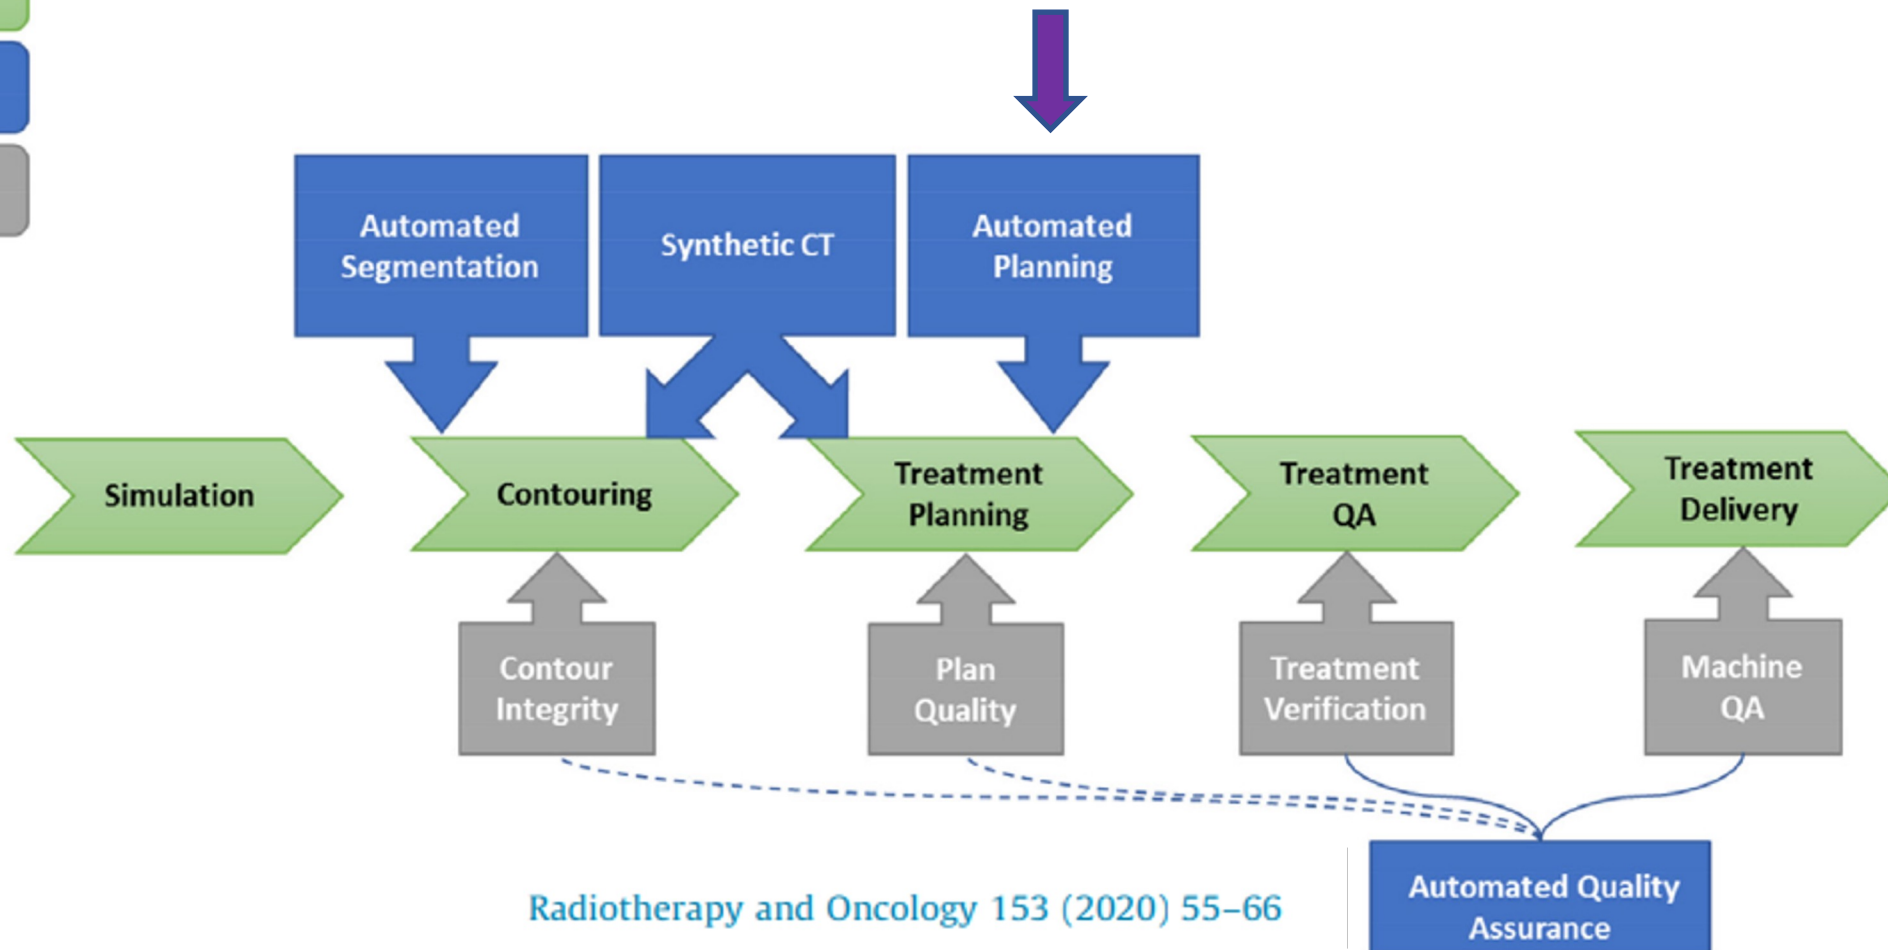 Automated
Segmentation
Synthetic CT
Automated
Planning
Simulation
Contouring
Treatment
Planning
Treatment
QA
Treatment
Delivery
Contour
Integrity
Plan
Quality
Treatment
Verification
Machine
QA
Radiotherapy and Oncology 153 (2020) 55–66
Automated Quality
Assurance